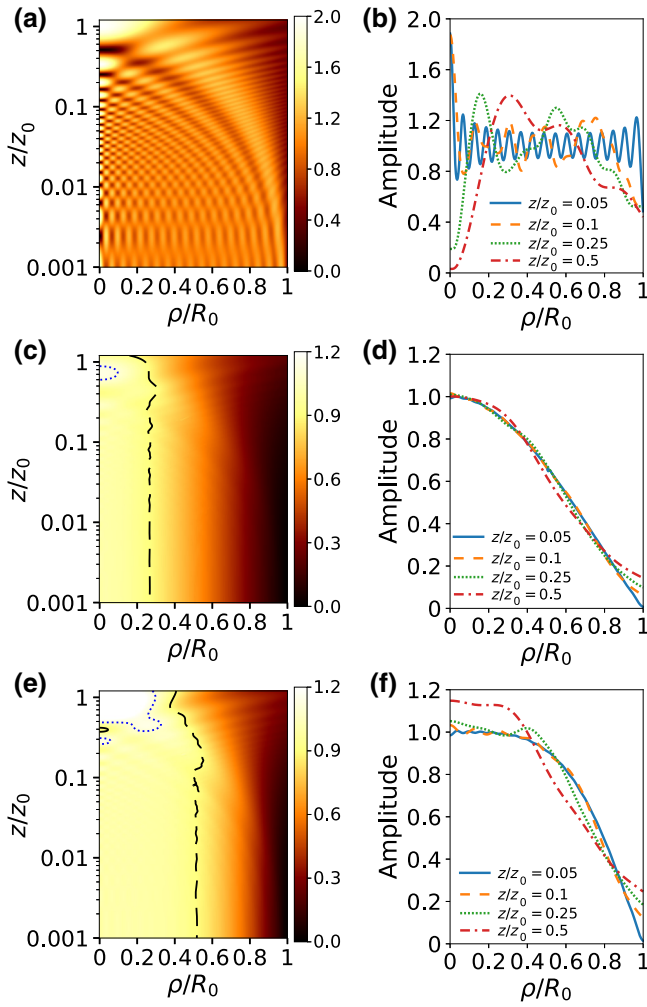 (a)
1
0.1
0.01
0.001
z/z₀
0 0.2 0.4 0.6 0.8 1
ρ/R₀
2.0
1.6
1.2
0.8
0.4
0.0
(b)
2.0
1.6
1.2
0.8
0.4
0
Amplitude
z/z₀ = 0.05
z/z₀ = 0.1
z/z₀ = 0.25
z/z₀ = 0.5
0 0.2 0.4 0.6 0.8 1
ρ/R₀
(c)
1
0.1
0.01
0.001
z/z₀
0 0.2 0.4 0.6 0.8 1
ρ/R₀
1.2
0.9
0.6
0.3
0.0
(d)
1.2
1.0
0.8
0.6
0.4
0.2
0
Amplitude
z/z₀ = 0.05
z/z₀ = 0.1
z/z₀ = 0.25
z/z₀ = 0.5
0 0.2 0.4 0.6 0.8 1
ρ/R₀
(e)
1
0.1
0.01
0.001
z/z₀
0 0.2 0.4 0.6 0.8 1
ρ/R₀
1.2
0.9
0.6
0.3
0.0
(f)
1.2
1.0
0.8
0.6
0.4
0.2
0
Amplitude
z/z₀ = 0.05
z/z₀ = 0.1
z/z₀ = 0.25
z/z₀ = 0.5
0 0.2 0.4 0.6 0.8 1
ρ/R₀